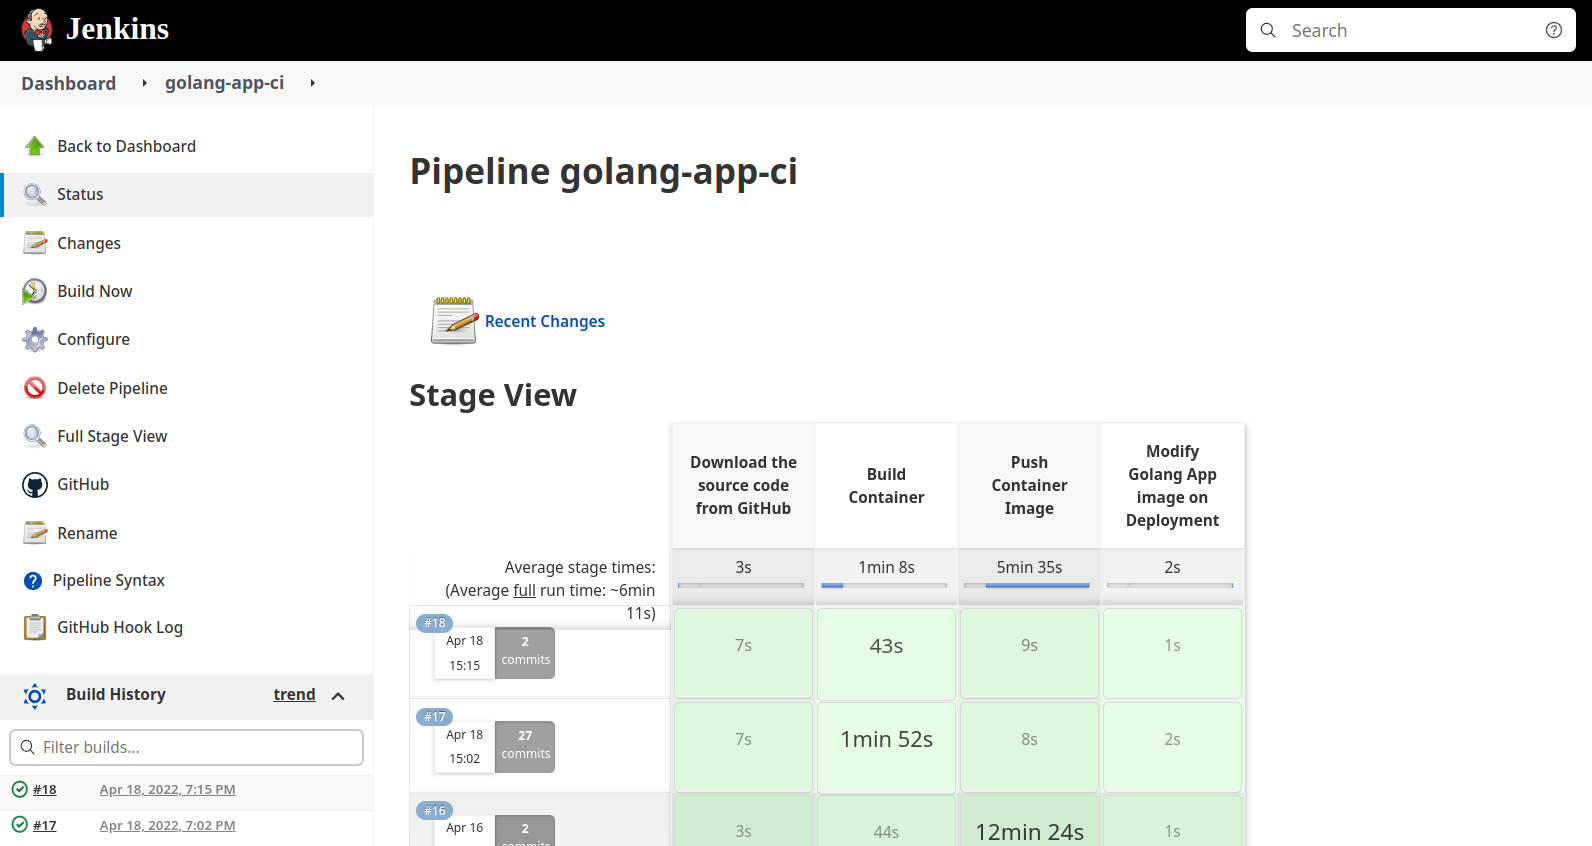 Jenkins
Search
Dashboard
golang-app-ci
Back to Dashboard
Status
Changes
Build Now
Configure
Delete Pipeline
Full Stage View
GitHub
Rename
Pipeline Syntax
GitHub Hook Log
Build History
trend
Filter builds...
#18
Apr 18, 2022, 7:15 PM
#17
Apr 18, 2022, 7:02 PM
Pipeline golang-app-ci
Recent Changes
Stage View
Download the
source code
from GitHub
Build
Container
Push
Container
Image
Modify
Golang App
image on
Deployment
Average stage times:
(Average full run time: ~6min
11s)
3s
1min 8s
5min 35s
2s
#18
Apr 18
15:15
2
commits
7s
43s
9s
1s
#17
Apr 18
15:02
27
commits
7s
1min 52s
8s
2s
#16
Apr 16
2
commits
3s
44s
12min 24s
1s